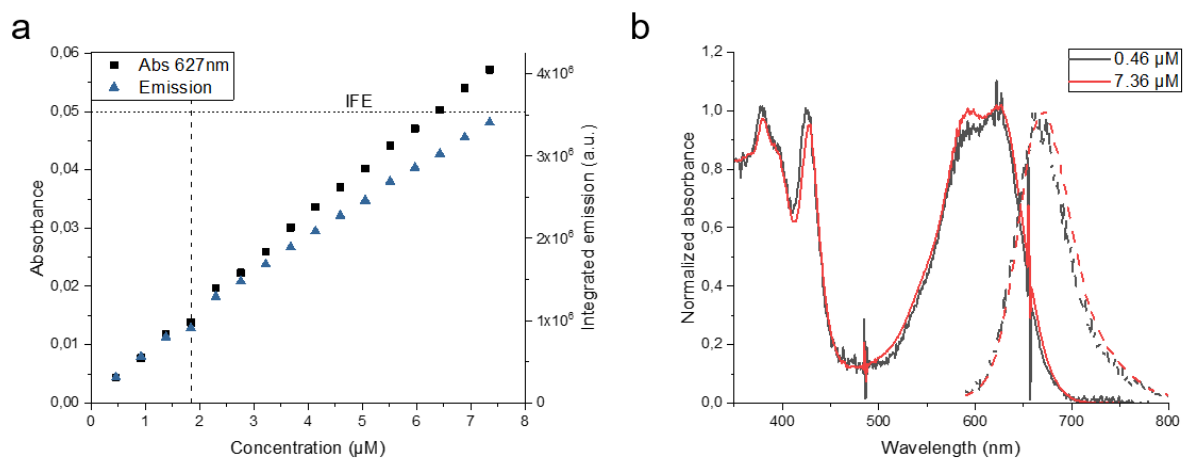 a
0,06
0,05
0,04
0,03
0,02
0,01
0,00
Absorbance
Abs 627nm
Emission
IFE
4x10⁶
3x10⁶
2x10⁶
1x10⁶
0
Integrated emission (a.u.)
0 1 2 3 4 5 6 7 8
Concentration (µM)
b
1,2
1,0
0,8
0,6
0,4
0,2
0,0
Normalized absorbance
0.46 µM
7.36 µM
400 500 600 700 800
Wavelength (nm)